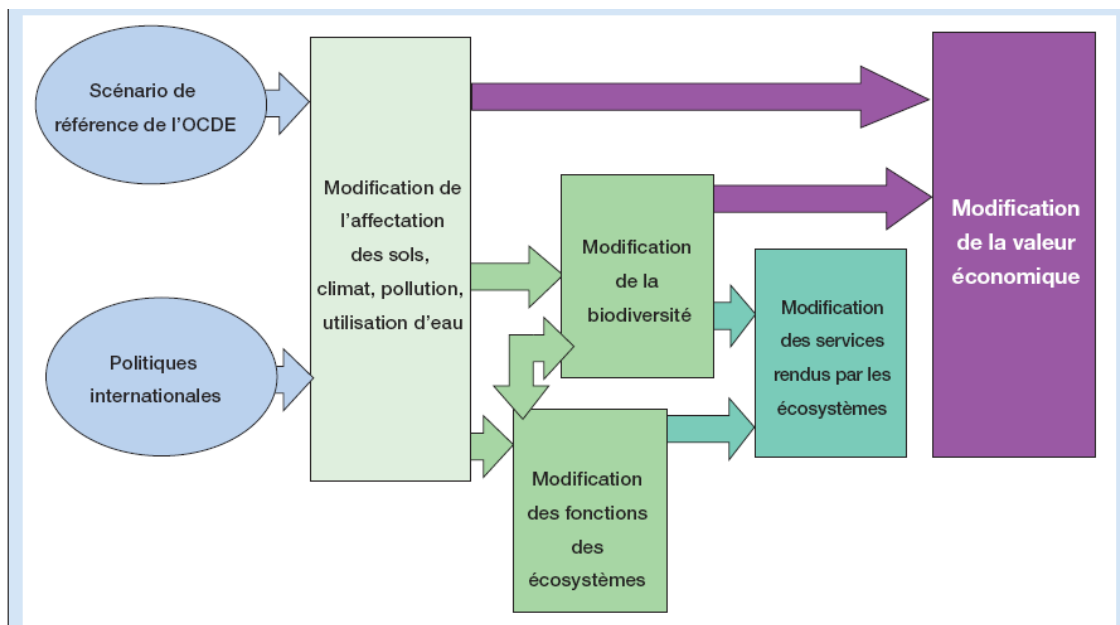 Scénario de
référence de l'OCDE
Politiques
internationales
Modification de
l'affectation
des sols,
climat, pollution,
utilisation d'eau
Modification
de la
biodiversité
Modification
des fonctions
des
écosystèmes
Modification
des services
rendus par les
écosystèmes
Modification
de la valeur
économique